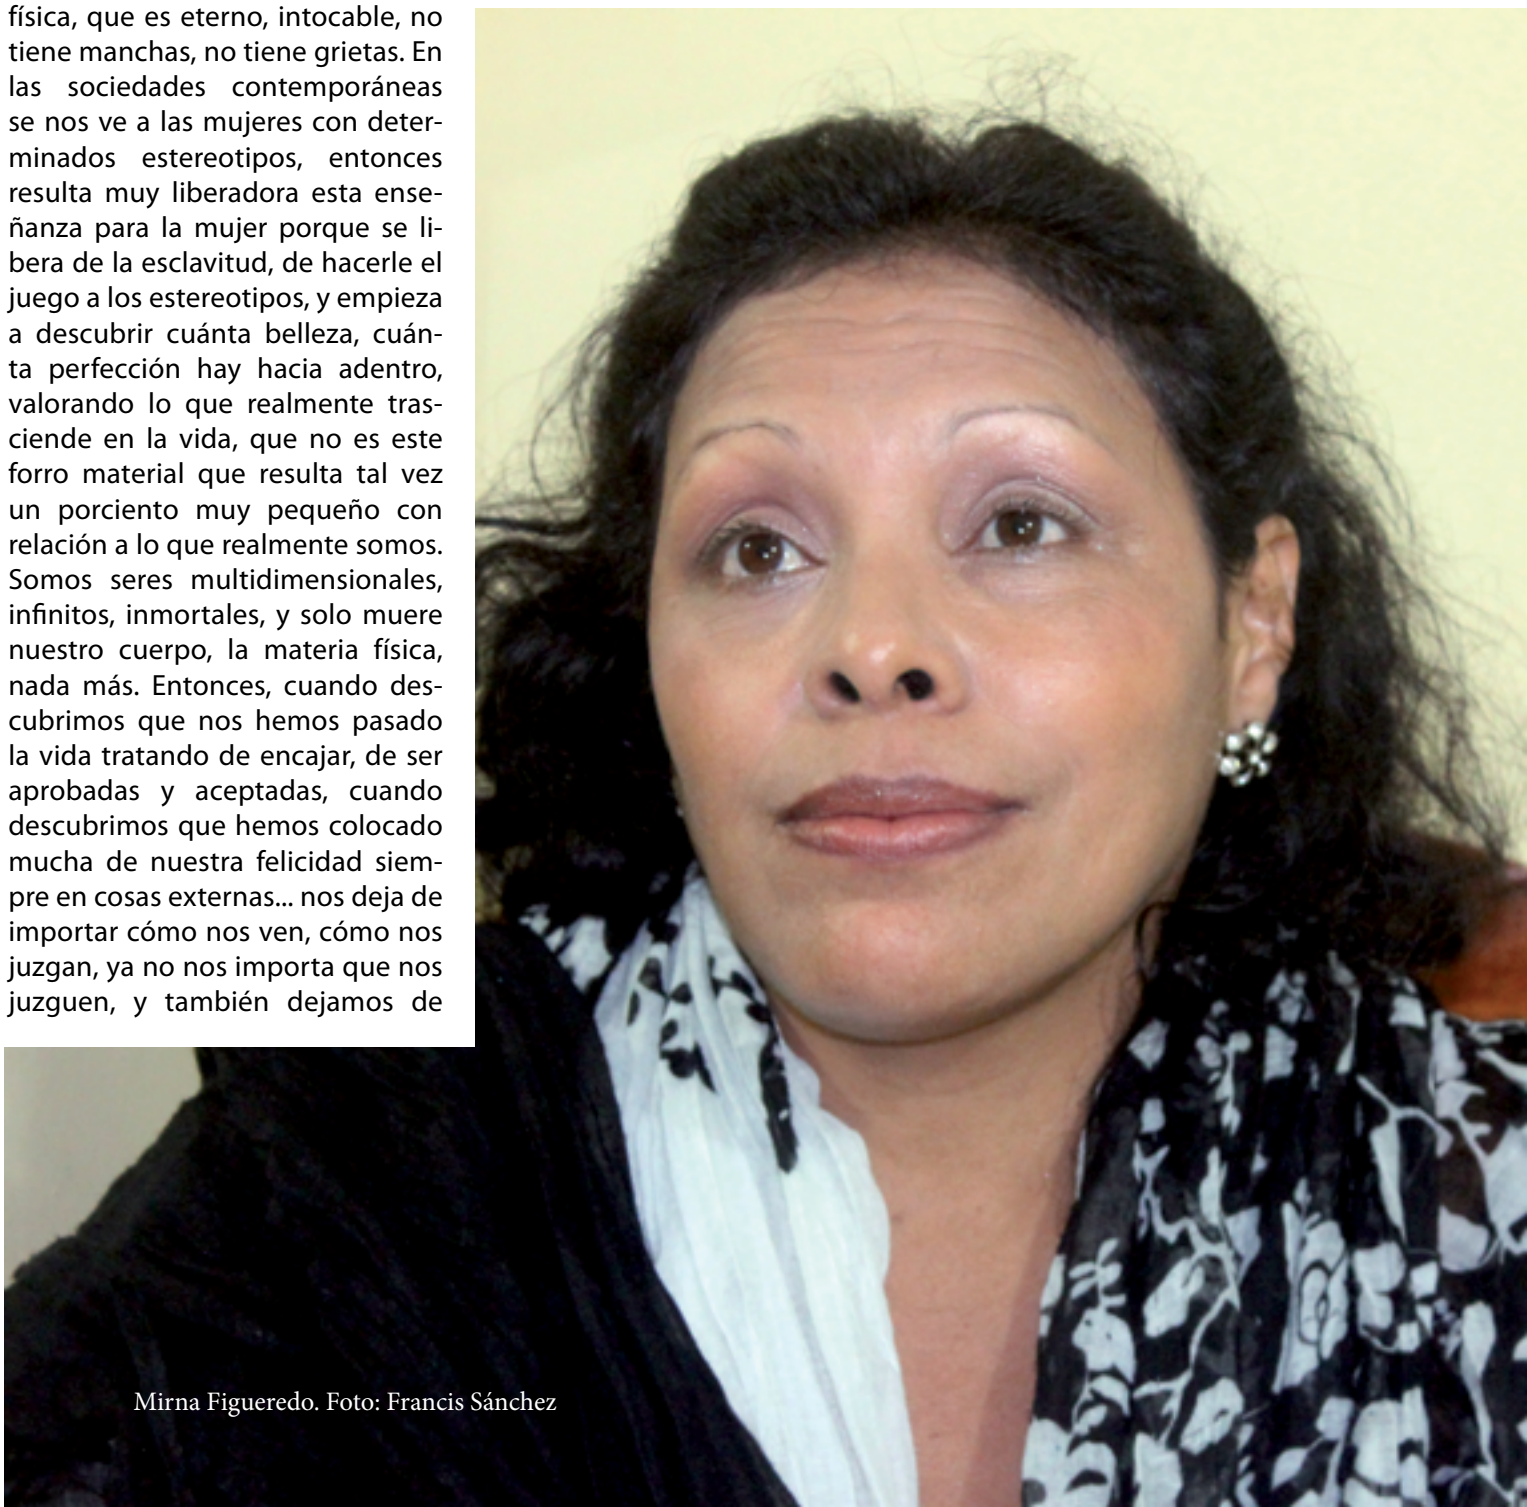 física, que es eterno, intocable, no
tiene manchas, no tiene grietas. En
las sociedades contemporáneas
se nos ve a las mujeres con deter-
minados estereotipos, entonces
resulta muy liberadora esta ense-
ñanza para la mujer porque se li-
bera de la esclavitud, de hacerle el
juego a los estereotipos, y empieza
a descubrir cuánta belleza, cuán-
ta perfección hay hacia adentro,
valorando lo que realmente tras-
ciende en la vida, que no es este
forro material que resulta tal vez
un porciento muy pequeño con
relación a lo que realmente somos.
Somos seres multidimensionales,
infinitos, inmortales, y solo muere
nuestro cuerpo, la materia física,
nada más. Entonces, cuando des-
cubrimos que nos hemos pasado
la vida tratando de encajar, de ser
aprobadas y aceptadas, cuando
descubrimos que hemos colocado
mucha de nuestra felicidad siem-
pre en cosas externas... nos deja de
importar cómo nos ven, cómo nos
juzgan, ya no nos importa que nos
juzguen, y también dejamos de
Mirna Figueredo. Foto: Francis Sánchez